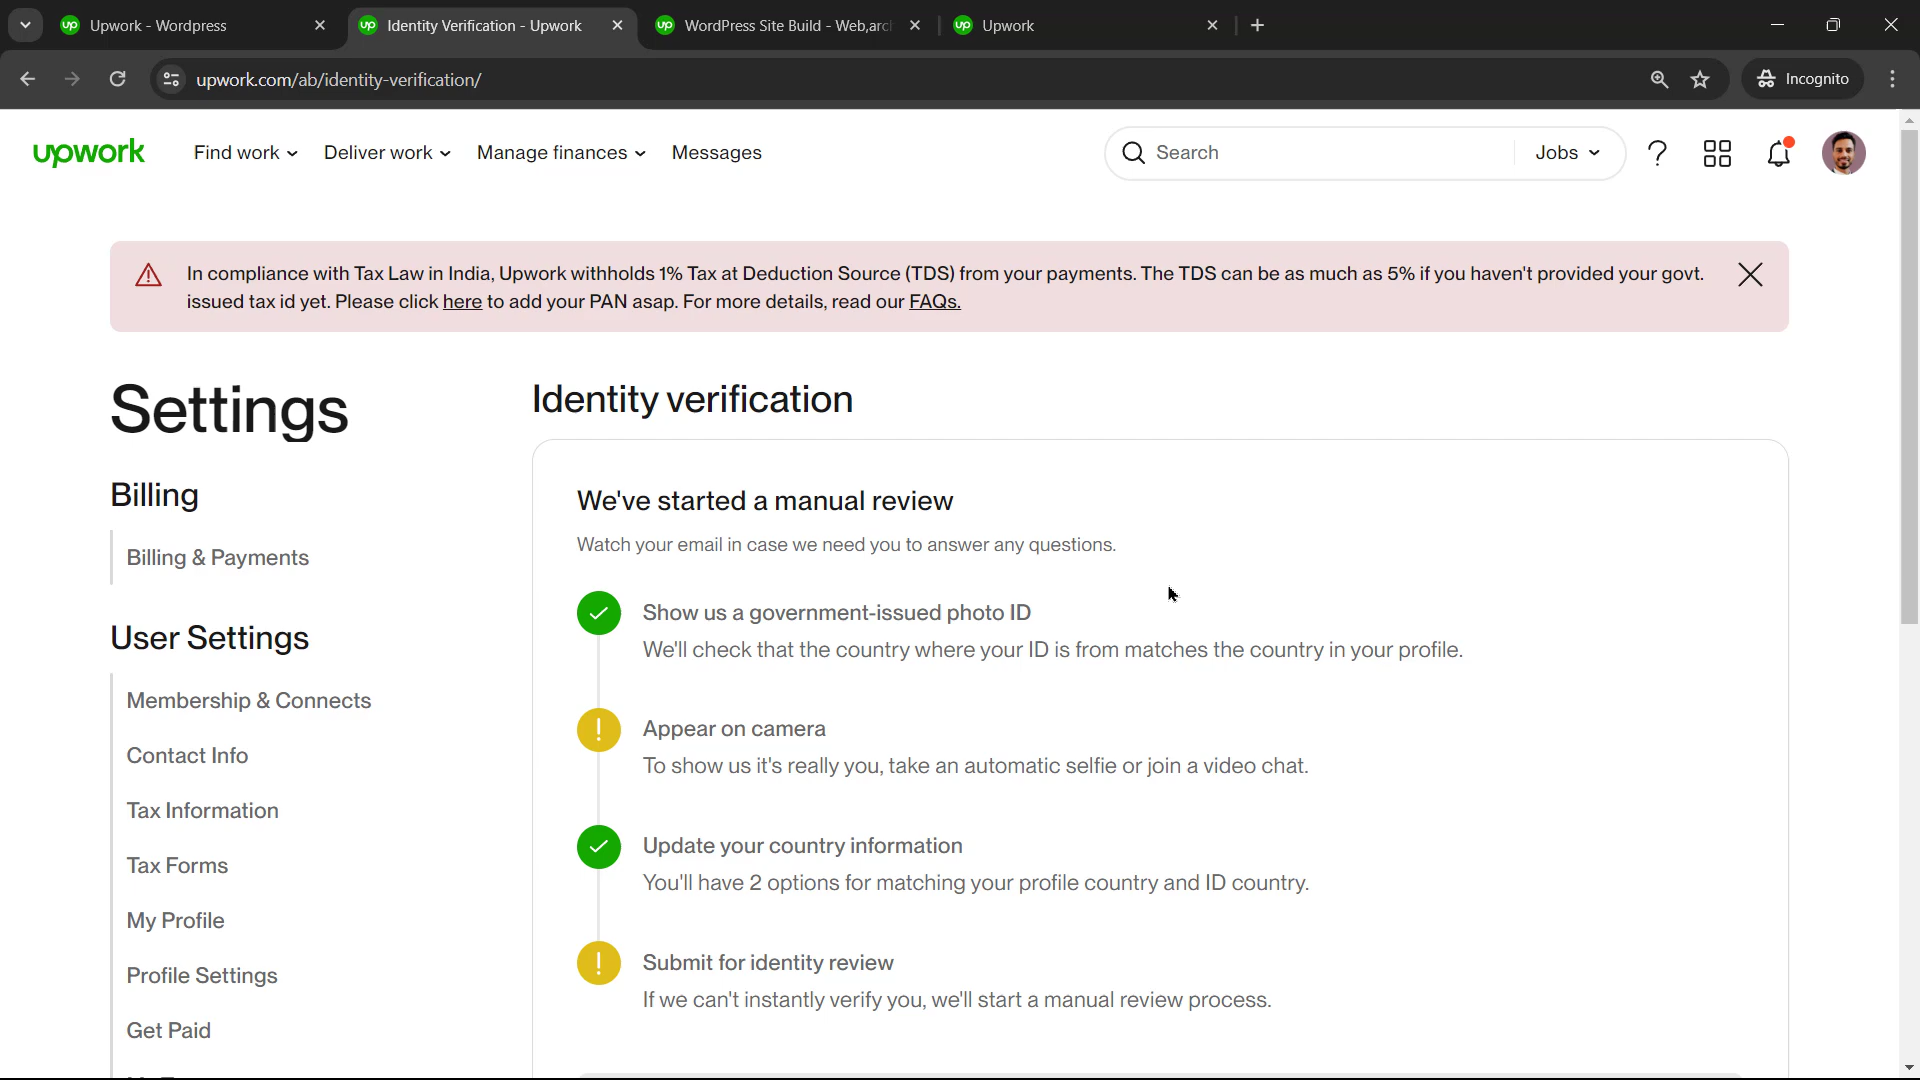 Upwork - Wordpress
Identity Verification - Upwork
WordPress Site Build - Web,arc
Upwork
upwork.com/ab/identity-verification/
Incognito
upwork
Find work
Deliver work
Manage finances
Messages
Search
Jobs
In compliance with Tax Law in India, Upwork withholds 1% Tax at Deduction Source (TDS) from your payments. The TDS can be as much as 5% if you haven't provided your govt.
issued tax id yet. Please click here to add your PAN asap. For more details, read our FAQs.
Settings
Billing
Billing & Payments
User Settings
Membership & Connects
Contact Info
Tax Information
Tax Forms
My Profile
Profile Settings
Get Paid
Identity verification
We've started a manual review
Watch your email in case we need you to answer any questions.
Show us a government-issued photo ID
We'll check that the country where your ID is from matches the country in your profile.
Appear on camera
To show us it's really you, take an automatic selfie or join a video chat.
Update your country information
You'll have 2 options for matching your profile country and ID country.
Submit for identity review
If we can't instantly verify you, we'll start a manual review process.